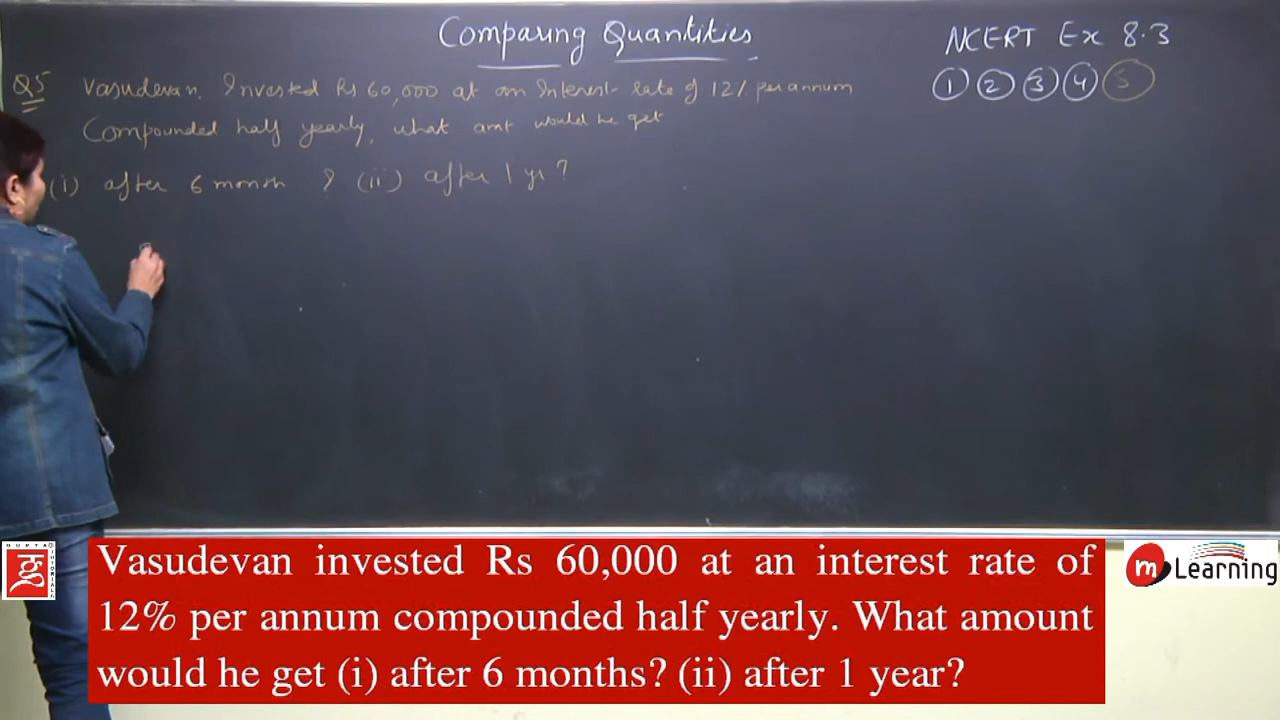 Comparing Quantities
NCERT Ex 8.3
1 2 3 4 5
Q5 Vasudevan Invested Rs 60,000 at an Interest rate of 12% per annum
Compounded half yearly, what amt would he get
(i) after 6 month & (ii) after 1 yr?
Vasudevan invested Rs 60,000 at an interest rate of
12% per annum compounded half yearly. What amount
would he get (i) after 6 months? (ii) after 1 year?
GUPTA TUTORIALS
m Learning